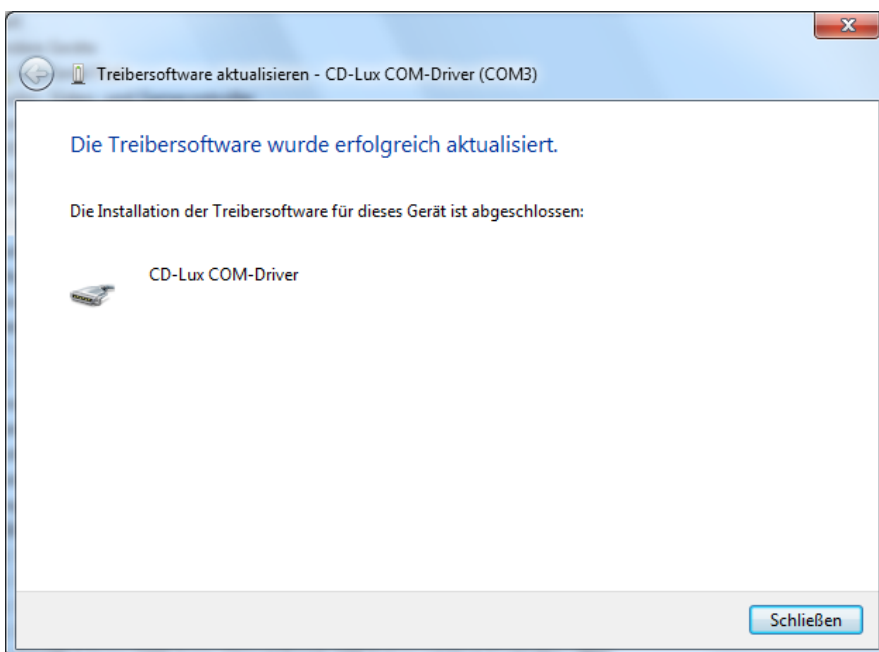 Treibersoftware aktualisieren - CD-Lux COM-Driver (COM3)
Die Treibersoftware wurde erfolgreich aktualisiert.
Die Installation der Treibersoftware für dieses Gerät ist abgeschlossen:
CD-Lux COM-Driver
Schließen